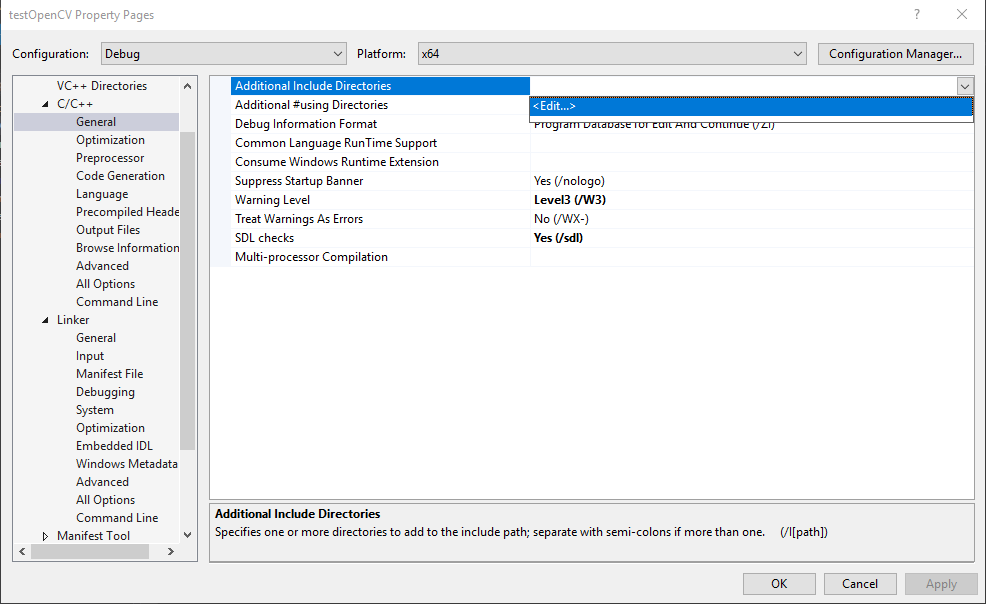 testOpenCV Property Pages
?
Configuration: Debug Platform: x64 Configuration Manager...
VC++ Directories
C/C++
General
Optimization
Preprocessor
Code Generation
Language
Precompiled Heade
Output Files
Browse Information
Advanced
All Options
Command Line
Linker
General
Input
Manifest File
Debugging
System
Optimization
Embedded IDL
Windows Metadata
Advanced
All Options
Command Line
Manifest Tool
Additional Include Directories
<Edit...>
Additional #using Directories
Debug Information Format Program Database for Edit And Continue (/ZI)
Common Language RunTime Support
Consume Windows Runtime Extension
Suppress Startup Banner Yes (/nologo)
Warning Level Level3 (/W3)
Treat Warnings As Errors No (/WX-)
SDL checks Yes (/sdl)
Multi-processor Compilation
Additional Include Directories
Specifies one or more directories to add to the include path; separate with semi-colons if more than one. (/I[path])
OK Cancel Apply